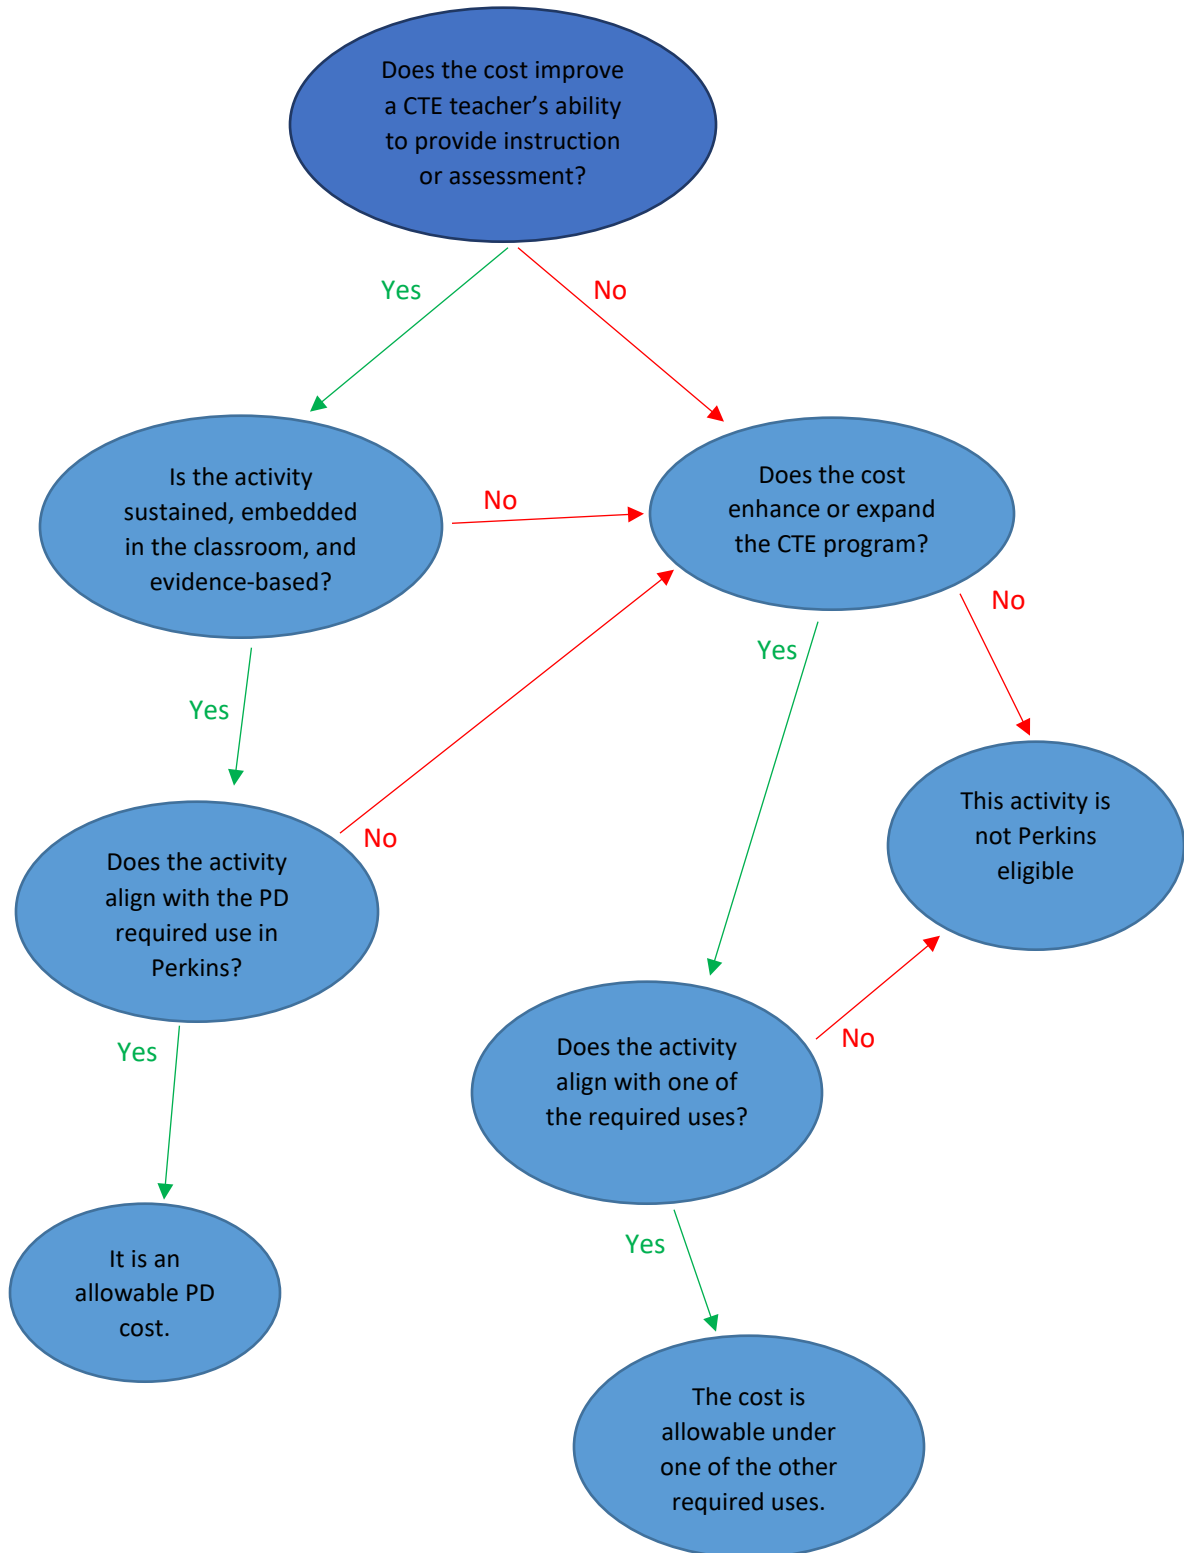 Does the cost improve
a CTE teacher’s ability
to provide instruction
or assessment?
Yes
No
Is the activity
sustained, embedded
in the classroom, and
evidence-based?
No
Does the cost
enhance or expand
the CTE program?
Yes
No
Yes
No
Does the activity
align with the PD
required use in
Perkins?
This activity is
not Perkins
eligible
Yes
Does the activity
align with one of
the required uses?
No
It is an
allowable PD
cost.
Yes
The cost is
allowable under
one of the other
required uses.